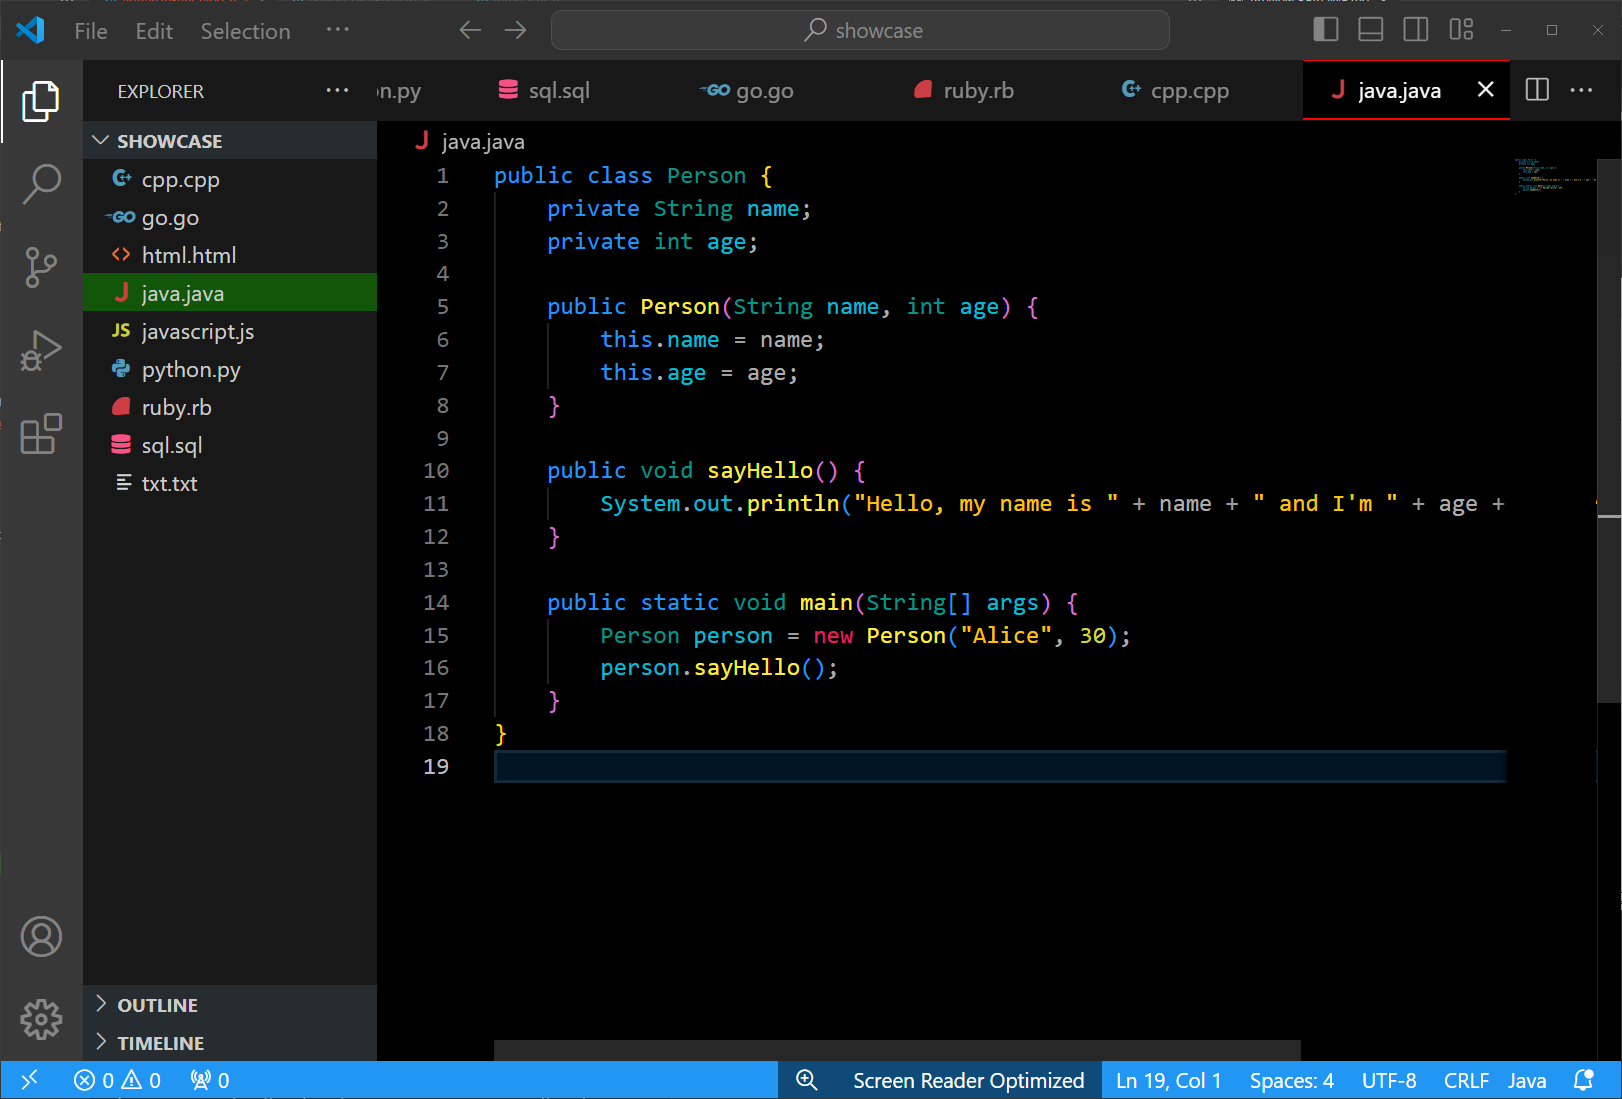 File Edit Selection ··· showcase
EXPLORER ··· n.py sql.sql go.go ruby.rb cpp.cpp java.java
SHOWCASE
cpp.cpp
go.go
html.html
java.java
JS javascript.js
python.py
ruby.rb
sql.sql
txt.txt
OUTLINE
TIMELINE
J java.java
1 public class Person {
2     private String name;
3     private int age;
4
5     public Person(String name, int age) {
6         this.name = name;
7         this.age = age;
8     }
9
10     public void sayHello() {
11         System.out.println("Hello, my name is " + name + " and I'm " + age +
12     }
13
14     public static void main(String[] args) {
15         Person person = new Person("Alice", 30);
16         person.sayHello();
17     }
18 }
19
0 0 0 Screen Reader Optimized Ln 19, Col 1 Spaces: 4 UTF-8 CRLF Java